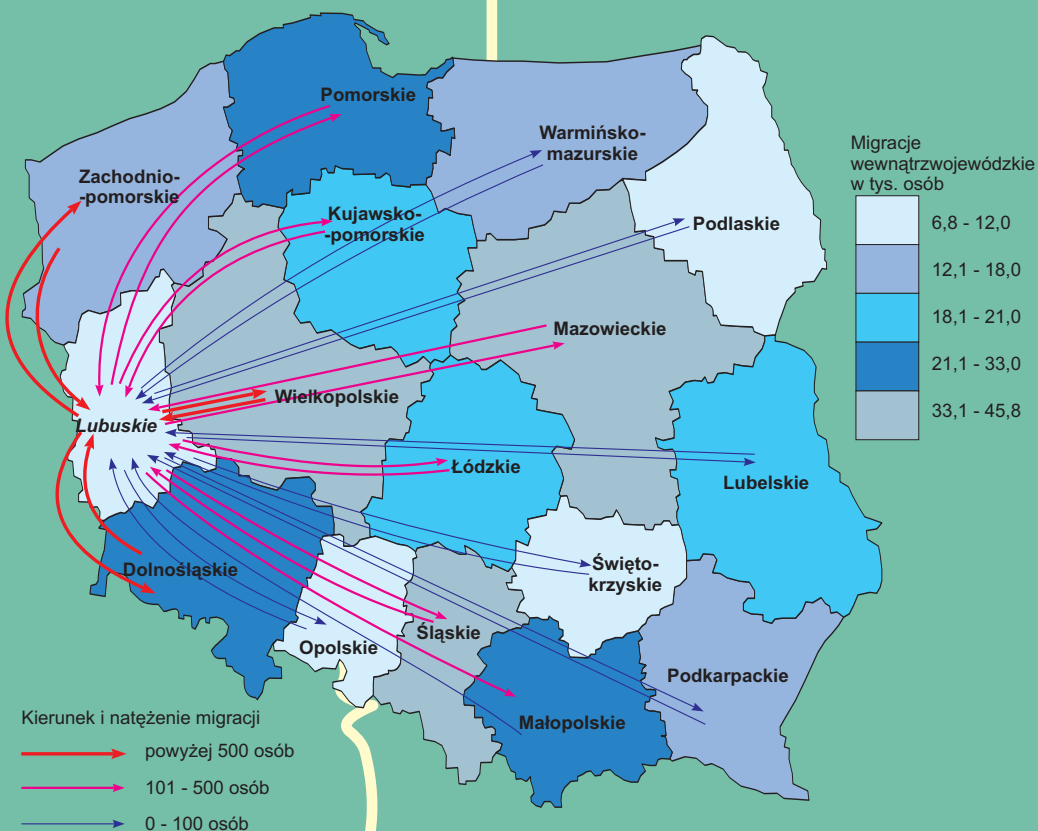 Pomorskie
Warmińsko-
mazurskie
Zachodnio-
-pomorskie
Kujawsko-
-pomorskie
Podlaskie
Mazowieckie
Wielkopolskie
Lubuskie
Łódzkie
Lubelskie
Dolnośląskie
Święto-
krzyskie
Śląskie
Opolskie
Podkarpackie
Małopolskie
Migracje
wewnątrzwojewódzkie
w tys. osób
6,8 - 12,0
12,1 - 18,0
18,1 - 21,0
21,1 - 33,0
33,1 - 45,8
Kierunek i natężenie migracji
powyżej 500 osób
101 - 500 osób
0 - 100 osób